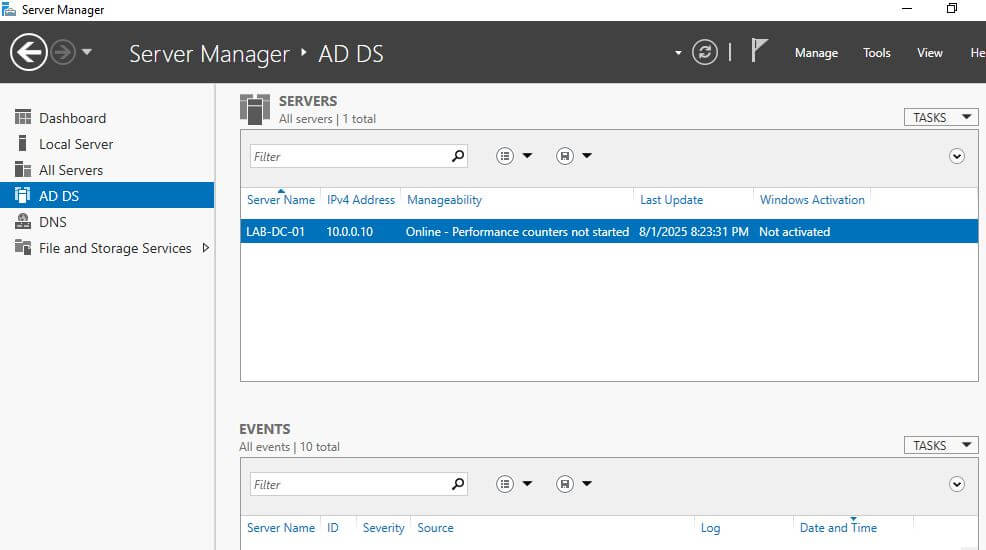 Server Manager
Server Manager ‣ AD DS
Manage Tools View He
Dashboard
Local Server
All Servers
AD DS
DNS
File and Storage Services
SERVERS
All servers | 1 total
TASKS
Filter
Server Name IPv4 Address Manageability Last Update Windows Activation
LAB-DC-01 10.0.0.10 Online - Performance counters not started 8/1/2025 8:23:31 PM Not activated
EVENTS
All events | 10 total
TASKS
Filter
Server Name ID Severity Source Log Date and Time